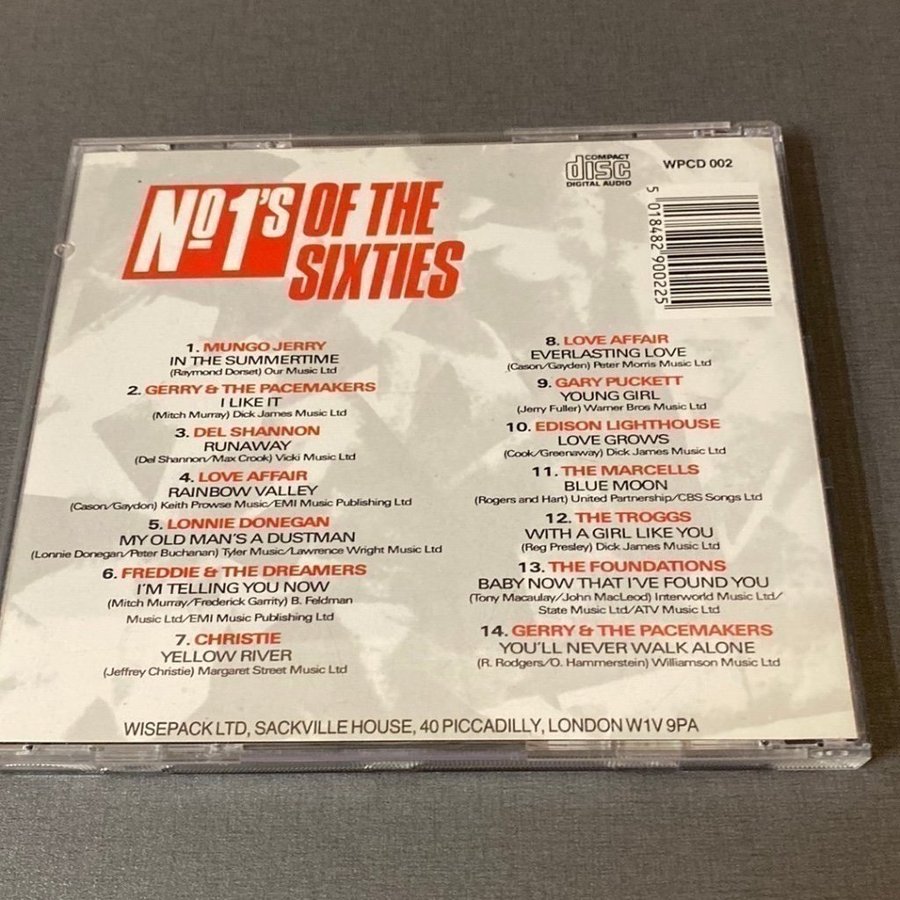 No1's OF THE
SIXTIES
COMPACT
disc
DIGITAL AUDIO
WPCD 002
5 018482 900225
1. MUNGO JERRY
IN THE SUMMERTIME
(Raymond Dorset) Our Music Ltd
2. GERRY & THE PACEMAKERS
I LIKE IT
(Mitch Murray) Dick James Music Ltd
3. DEL SHANNON
RUNAWAY
(Del Shannon/Max Crook) Vicki Music Ltd
4. LOVE AFFAIR
RAINBOW VALLEY
(Cason/Gaydon) Keith Prowse Music/EMI Music Publishing Ltd
5. LONNIE DONEGAN
MY OLD MAN'S A DUSTMAN
(Lonnie Donegan/Peter Buchanan) Tyler Music/Lawrence Wright Music Ltd
6. FREDDIE & THE DREAMERS
I'M TELLING YOU NOW
(Mitch Murray/Frederick Garrity) B. Feldman
Music Ltd/EMI Music Publishing Ltd
7. CHRISTIE
YELLOW RIVER
(Jeffrey Christie) Margaret Street Music Ltd
8. LOVE AFFAIR
EVERLASTING LOVE
(Cason/Gayden) Peter Morris Music Ltd
9. GARY PUCKETT
YOUNG GIRL
(Jerry Fuller) Warner Bros Music Ltd
10. EDISON LIGHTHOUSE
LOVE GROWS
(Cook/Greenaway) Dick James Music Ltd
11. THE MARCELLS
BLUE MOON
(Rogers and Hart) United Partnership/CBS Songs Ltd
12. THE TROGGS
WITH A GIRL LIKE YOU
(Reg Presley) Dick James Music Ltd
13. THE FOUNDATIONS
BABY NOW THAT I'VE FOUND YOU
(Tony Macaulay/John MacLeod) Interworld Music Ltd/
State Music Ltd/ATV Music Ltd
14. GERRY & THE PACEMAKERS
YOU'LL NEVER WALK ALONE
(R. Rodgers/O. Hammerstein) Williamson Music Ltd
WISEPACK LTD, SACKVILLE HOUSE, 40 PICCADILLY, LONDON W1V 9PA